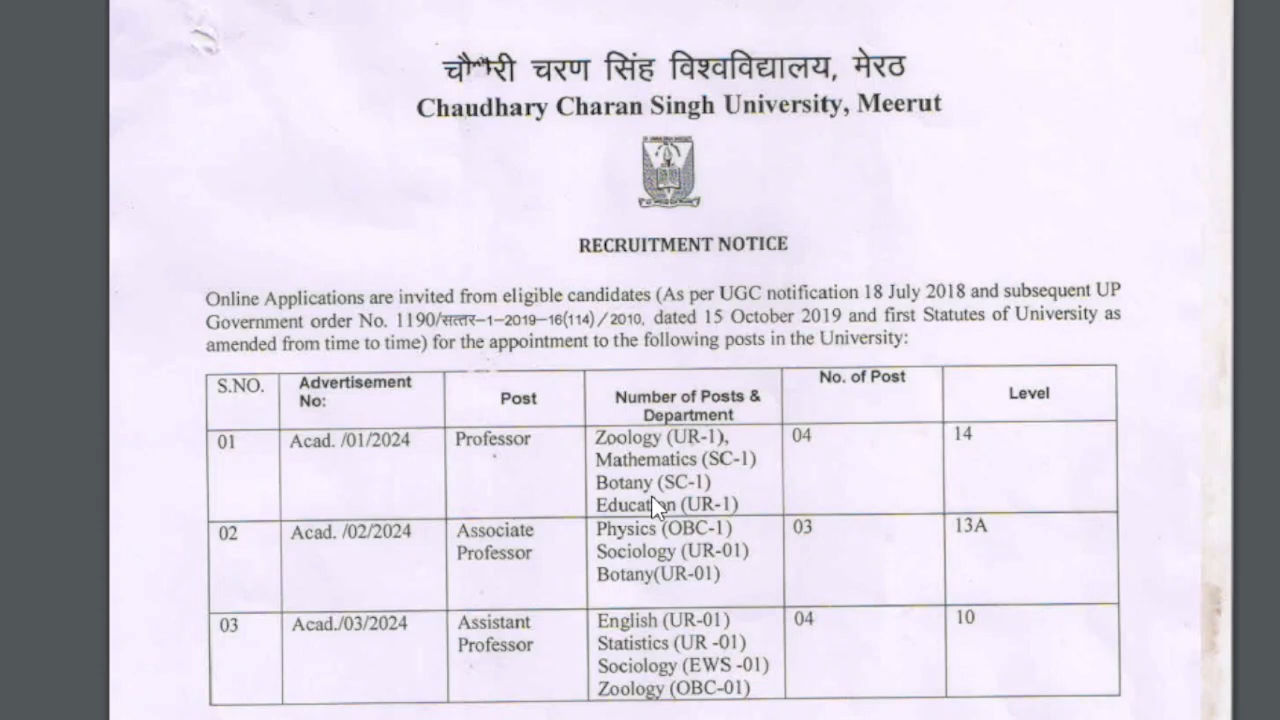 चरण सिंह विश्वविद्यालय, मेरठ
Chaudhary Charan Singh University, Meerut
RECRUITMENT NOTICE
Online Applications are invited from eligible candidates (As per UGC notification 18 July 2018 and subsequent UP
Government order No. 1190/सत्तर–1–2019–16(114)/2010, dated 15 October 2019 and first Statutes of University as
amended from time to time) for the appointment to the following posts in the University:
S.NO. Advertisement No: Post Number of Posts & Department No. of Post Level
01 Acad. /01/2024 Professor Zoology (UR-1), 04 14
Mathematics (SC-1)
Botany (SC-1)
Education (UR-1)
02 Acad. /02/2024 Associate Professor Physics (OBC-1) 03 13A
Sociology (UR-01)
Botany(UR-01)
03 Acad./03/2024 Assistant Professor English (UR-01) 04 10
Statistics (UR -01)
Sociology (EWS -01)
Zoology (OBC-01)